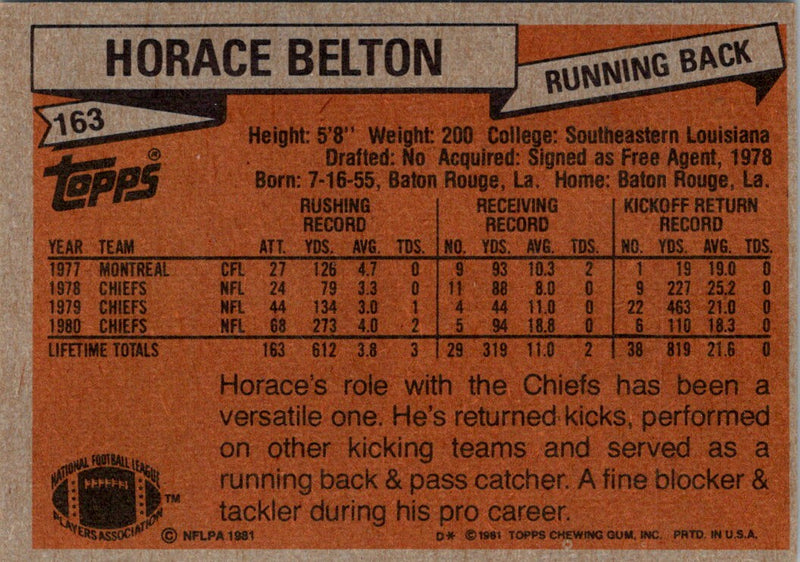 HORACE BELTON
RUNNING BACK
163
Topps®
Height: 5'8'' Weight: 200 College: Southeastern Louisiana
Drafted: No Acquired: Signed as Free Agent, 1978
Born: 7-16-55, Baton Rouge, La. Home: Baton Rouge, La.
RUSHING RECORD RECEIVING RECORD KICKOFF RETURN RECORD
YEAR TEAM ATT. YDS. AVG. TDS. NO. YDS. AVG. TDS. NO. YDS. AVG. TDS.
1977 MONTREAL CFL 27 126 4.7 0 9 93 10.3 2 1 19 19.0 0
1978 CHIEFS NFL 24 79 3.3 0 11 88 8.0 0 9 227 25.2 0
1979 CHIEFS NFL 44 134 3.0 1 4 44 11.0 0 22 463 21.0 0
1980 CHIEFS NFL 68 273 4.0 2 5 94 18.8 0 6 110 18.3 0
LIFETIME TOTALS 163 612 3.8 3 29 319 11.0 2 38 819 21.6 0
Horace's role with the Chiefs has been a
versatile one. He's returned kicks, performed
on other kicking teams and served as a
running back & pass catcher. A fine blocker &
tackler during his pro career.
NATIONAL FOOTBALL LEAGUE
PLAYERS ASSOCIATION
TM
© NFLPA 1981
D* © 1981 TOPPS CHEWING GUM, INC. PRTD. IN U.S.A.